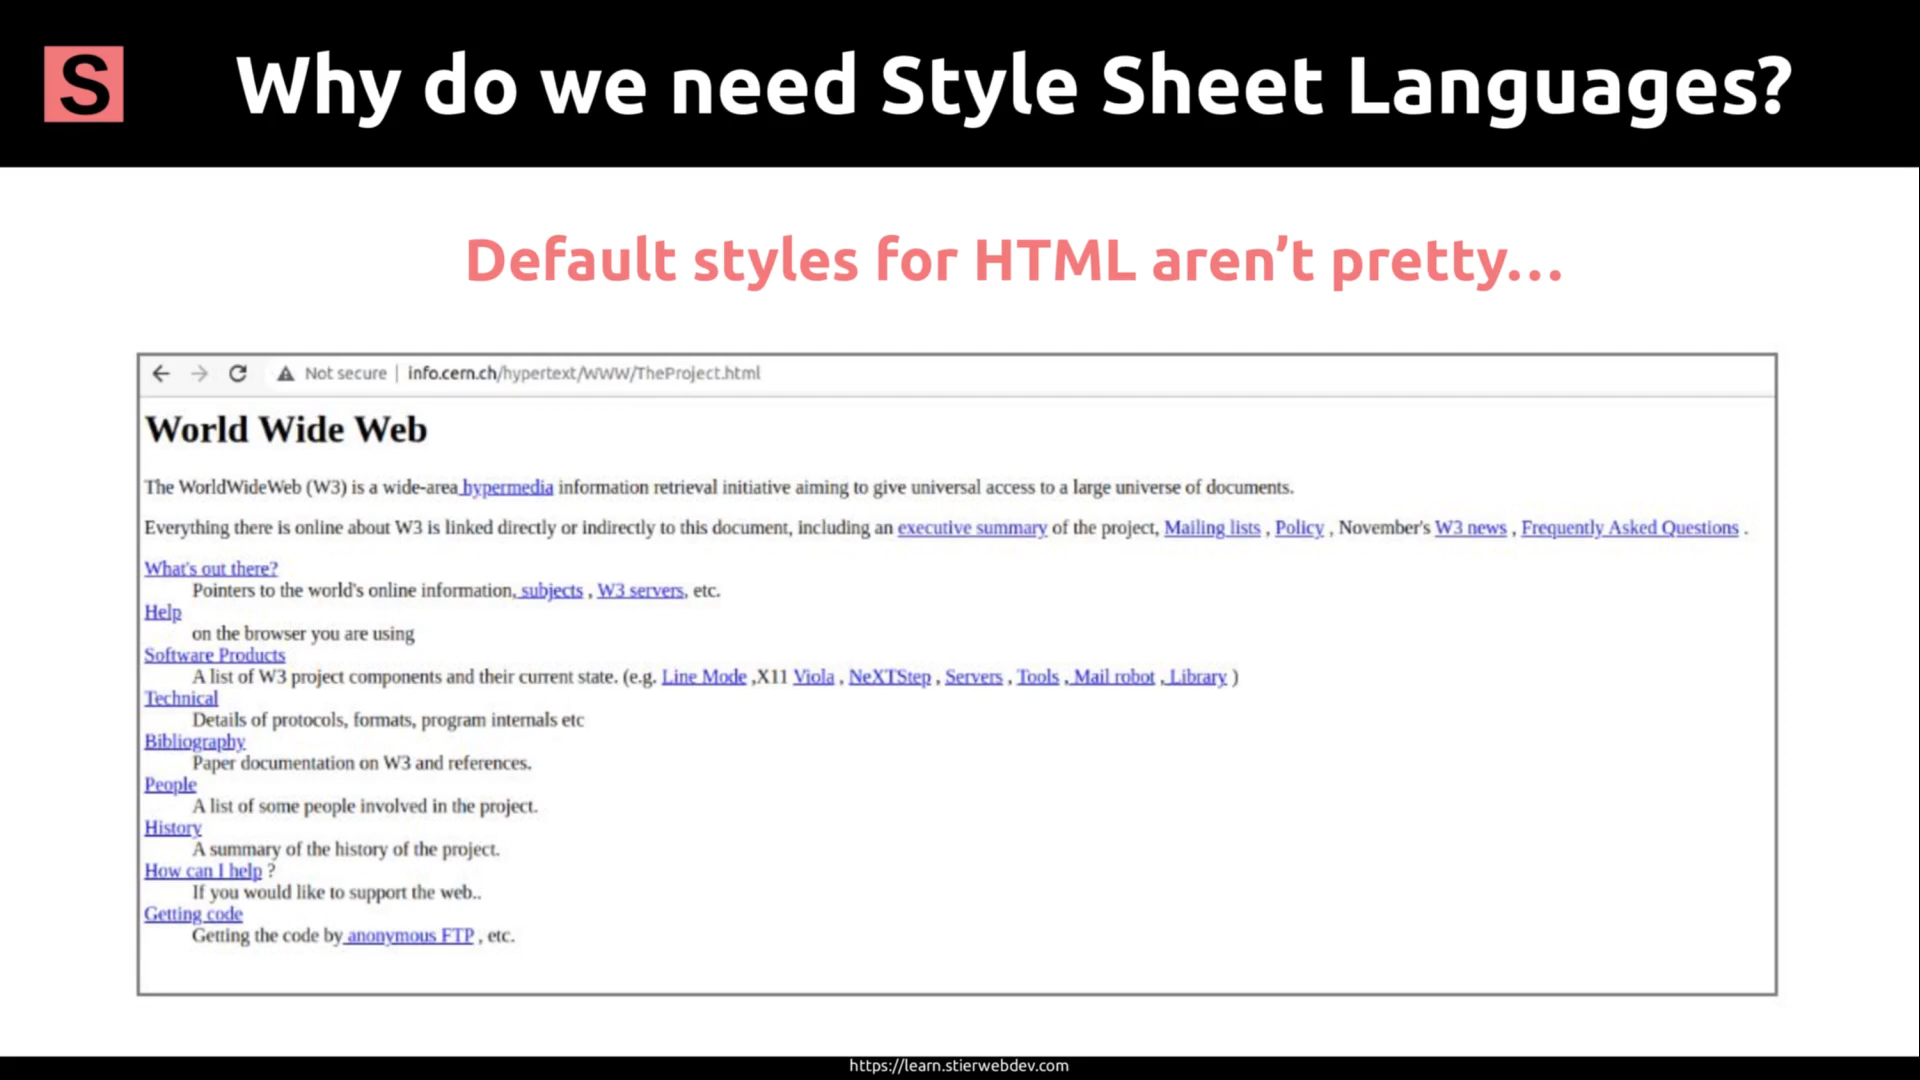 S
Why do we need Style Sheet Languages?
Default styles for HTML aren’t pretty...
Not secure | info.cern.ch/hypertext/WWW/TheProject.html
World Wide Web
The WorldWideWeb (W3) is a wide-area hypermedia information retrieval initiative aiming to give universal access to a large universe of documents.
Everything there is online about W3 is linked directly or indirectly to this document, including an executive summary of the project, Mailing lists , Policy , November's W3 news , Frequently Asked Questions .
What's out there?
Pointers to the world's online information, subjects , W3 servers, etc.
Help
on the browser you are using
Software Products
A list of W3 project components and their current state. (e.g. Line Mode ,X11 Viola , NeXTStep , Servers , Tools , Mail robot , Library )
Technical
Details of protocols, formats, program internals etc
Bibliography
Paper documentation on W3 and references.
People
A list of some people involved in the project.
History
A summary of the history of the project.
How can I help ?
If you would like to support the web..
Getting code
Getting the code by anonymous FTP , etc.
https://learn.stierwebdev.com